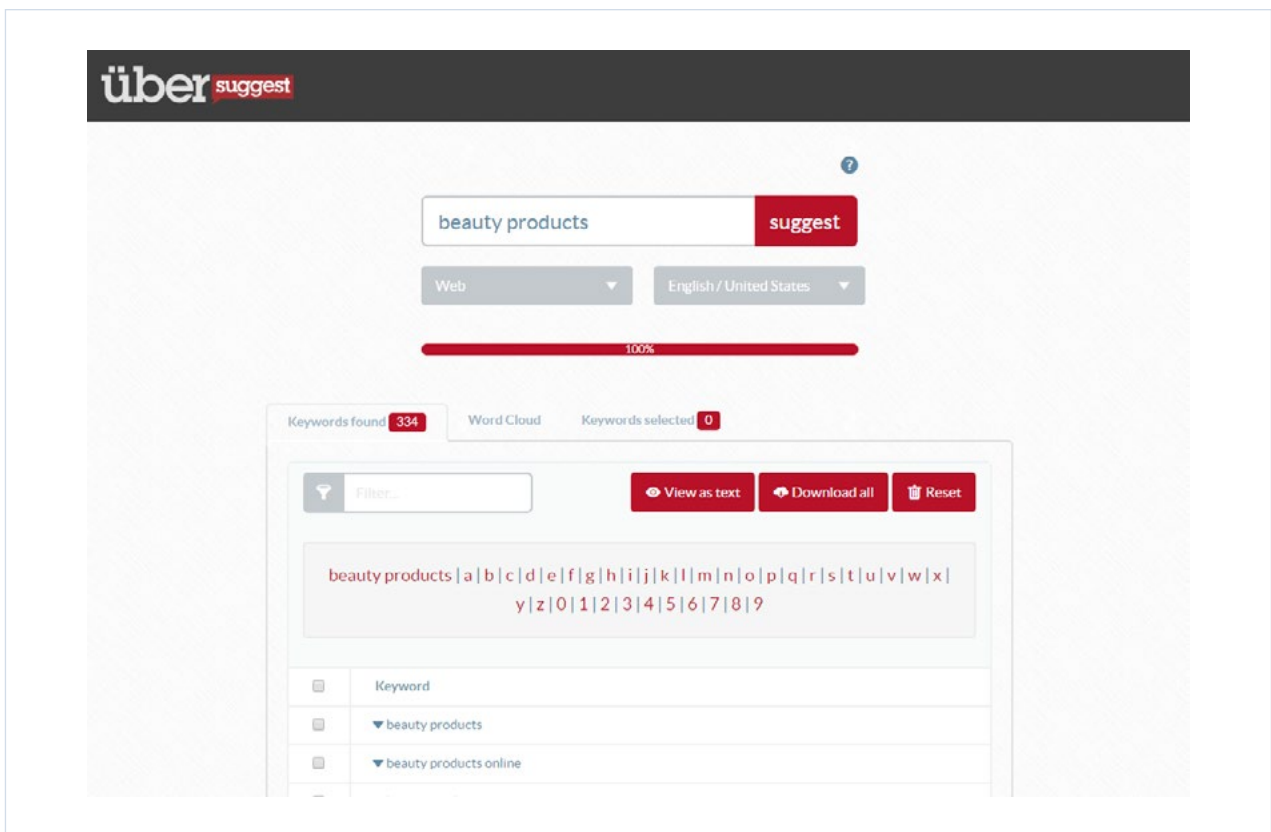 über suggest
?
beauty products suggest
Web English / United States
100%
Keywords found 334 Word Cloud Keywords selected 0
Filter... View as text Download all Reset
beauty products | a | b | c | d | e | f | g | h | i | j | k | l | m | n | o | p | q | r | s | t | u | v | w | x |
y | z | 0 | 1 | 2 | 3 | 4 | 5 | 6 | 7 | 8 | 9
Keyword
beauty products
beauty products online